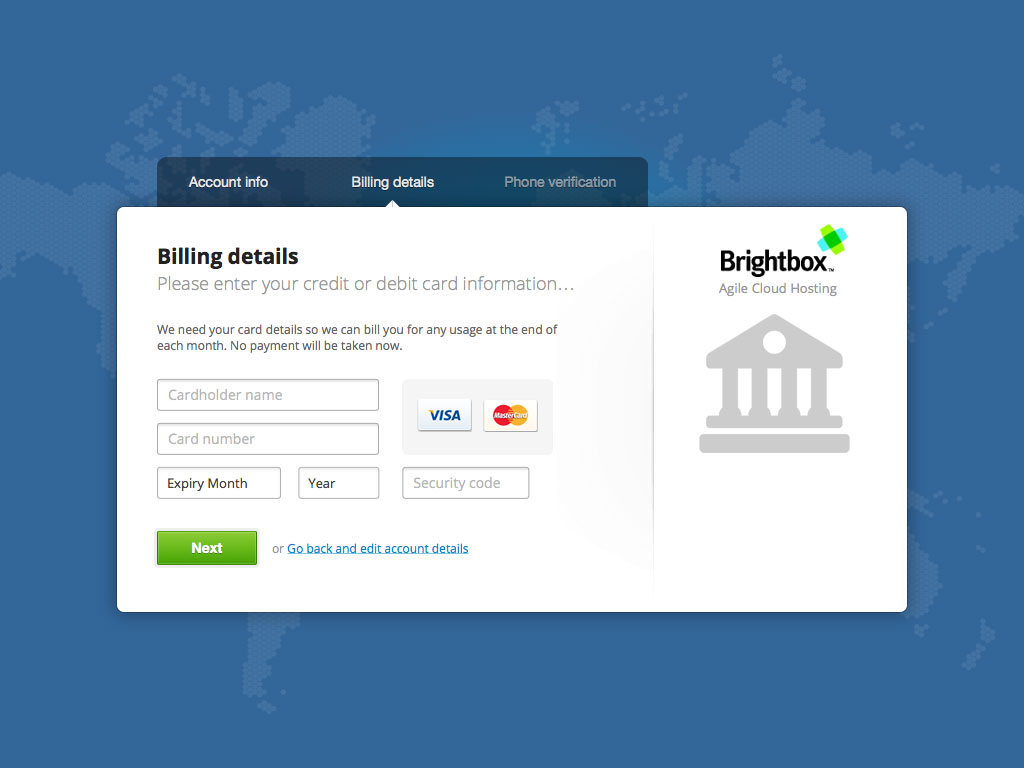 Account info
Billing details
Phone verification
Billing details
Please enter your credit or debit card information…
We need your card details so we can bill you for any usage at the end of
each month. No payment will be taken now.
Cardholder name
Card number
VISA
MasterCard
Expiry Month
Year
Security code
Next
or Go back and edit account details
Brightbox™
Agile Cloud Hosting